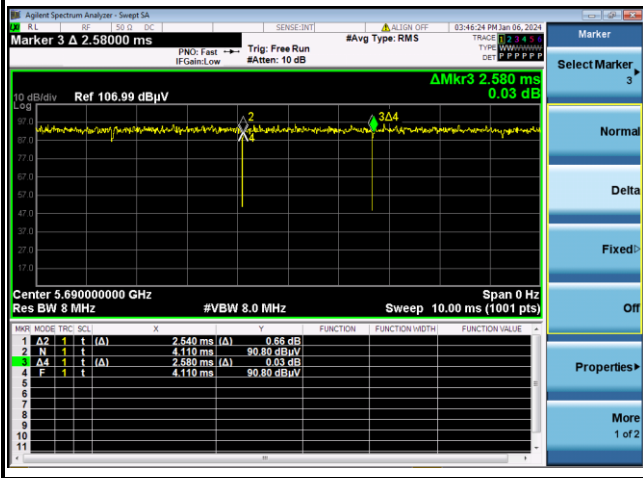 Agilent Spectrum Analyzer - Swept SA
RL RF 50 Ω DC SENSE:INT ALIGN OFF 03:46:24 PM Jan 06, 2024
Marker 3 Δ 2.58000 ms
PNO: Fast
IFGain:Low
Trig: Free Run
#Atten: 10 dB
#Avg Type: RMS
TRACE 1 2 3 4 5 6
TYPE WWWWWW
DET P P P P P P
ΔMkr3 2.580 ms
0.03 dB
10 dB/div Ref 106.99 dBµV
Log
97.0
87.0
77.0
67.0
57.0
47.0
37.0
27.0
17.0
2
4
3Δ4
Center 5.690000000 GHz Span 0 Hz
Res BW 8 MHz #VBW 8.0 MHz Sweep 10.00 ms (1001 pts)
MKR MODE TRC SCL X Y FUNCTION FUNCTION WIDTH FUNCTION VALUE
1 Δ2 1 t (Δ) 2.540 ms (Δ) 0.66 dB
2 N 1 t 4.110 ms 90.80 dBµV
3 Δ4 1 t (Δ) 2.580 ms (Δ) 0.03 dB
4 F 1 t 4.110 ms 90.80 dBµV
5
6
7
8
9
10
11
Marker
Select Marker
3
Normal
Delta
Fixed
Off
Properties
More
1 of 2